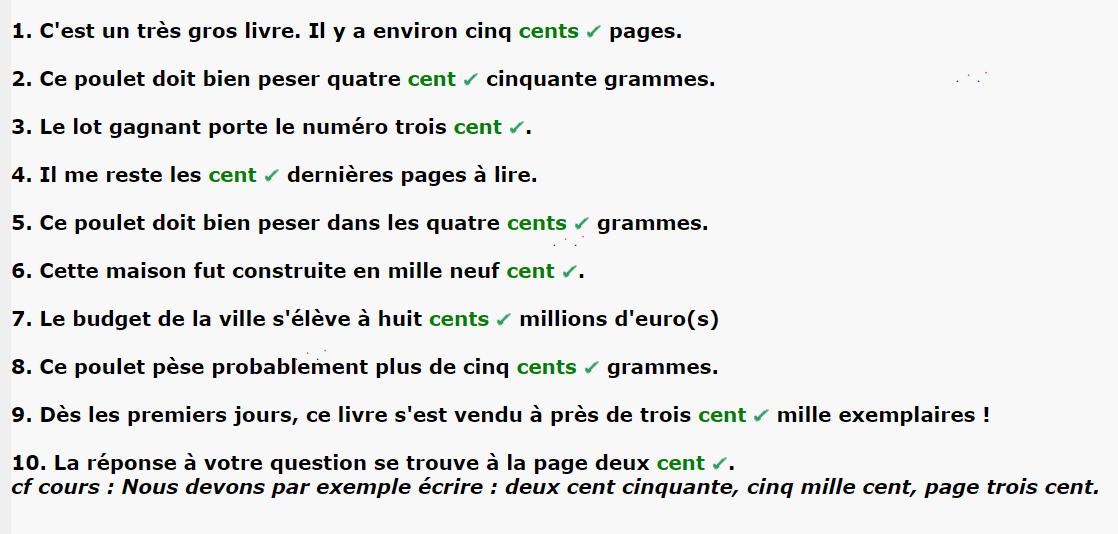 1. C'est un très gros livre. Il y a environ cinq cents ✔ pages.
2. Ce poulet doit bien peser quatre cent ✔ cinquante grammes.
3. Le lot gagnant porte le numéro trois cent ✔.
4. Il me reste les cent ✔ dernières pages à lire.
5. Ce poulet doit bien peser dans les quatre cents ✔ grammes.
6. Cette maison fut construite en mille neuf cent ✔.
7. Le budget de la ville s'élève à huit cents ✔ millions d'euro(s)
8. Ce poulet pèse probablement plus de cinq cents ✔ grammes.
9. Dès les premiers jours, ce livre s'est vendu à près de trois cent ✔ mille exemplaires !
10. La réponse à votre question se trouve à la page deux cent ✔.
cf cours : Nous devons par exemple écrire : deux cent cinquante, cinq mille cent, page trois cent.